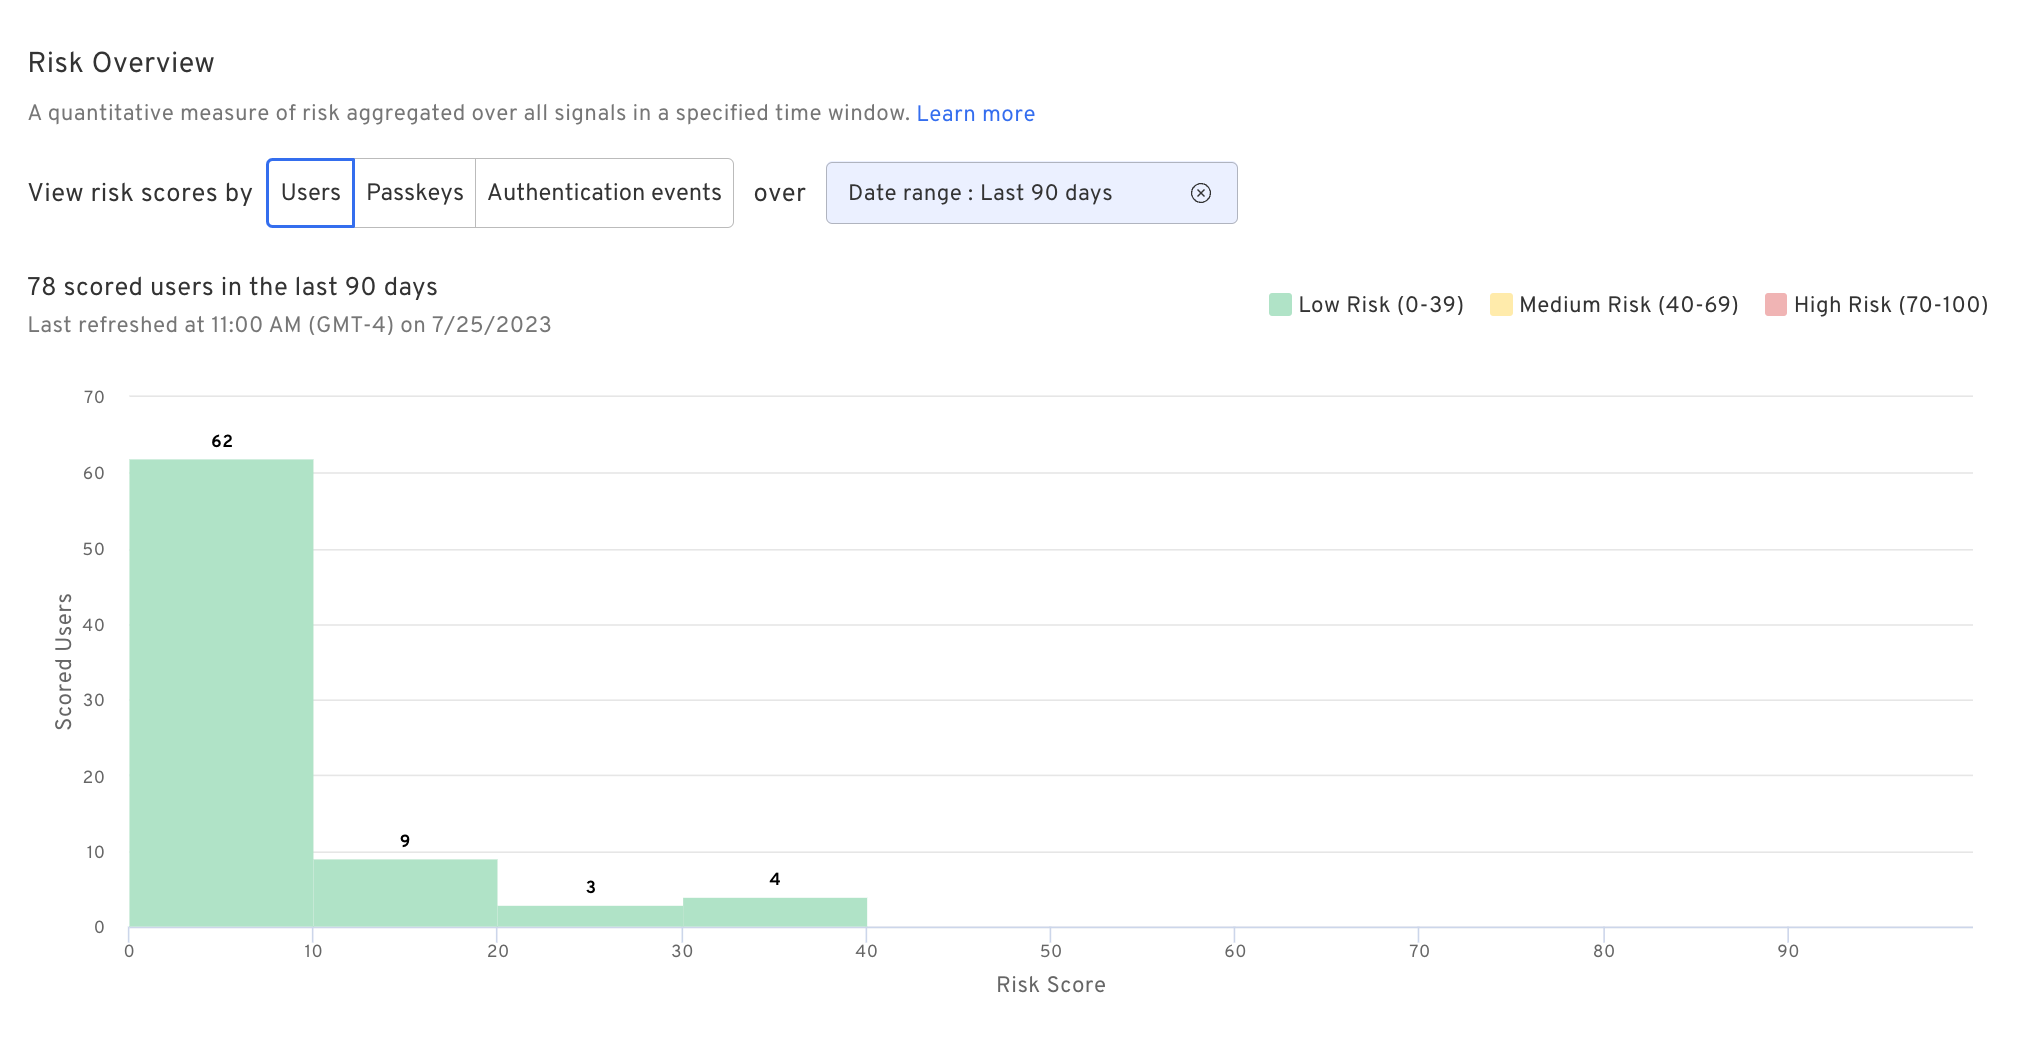 Risk Overview
A quantitative measure of risk aggregated over all signals in a specified time window. Learn more
View risk scores by Users Passkeys Authentication events over Date range : Last 90 days
78 scored users in the last 90 days
Last refreshed at 11:00 AM (GMT-4) on 7/25/2023
Low Risk (0-39) Medium Risk (40-69) High Risk (70-100)
70
62
60
50
40
Scored Users
30
20
9
10
3
4
0
0 10 20 30 40 50 60 70 80 90
Risk Score